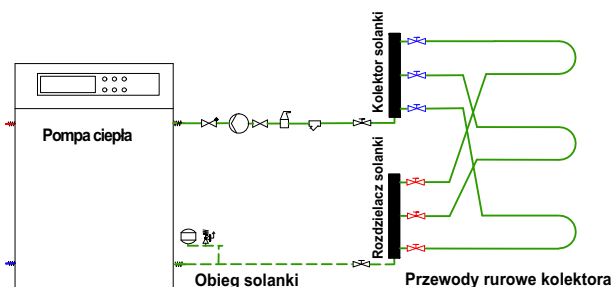 Kolektor solanki
Pompa ciepła
Rozdzielacz solanki
Obieg solanki
Przewody rurowe kolektora